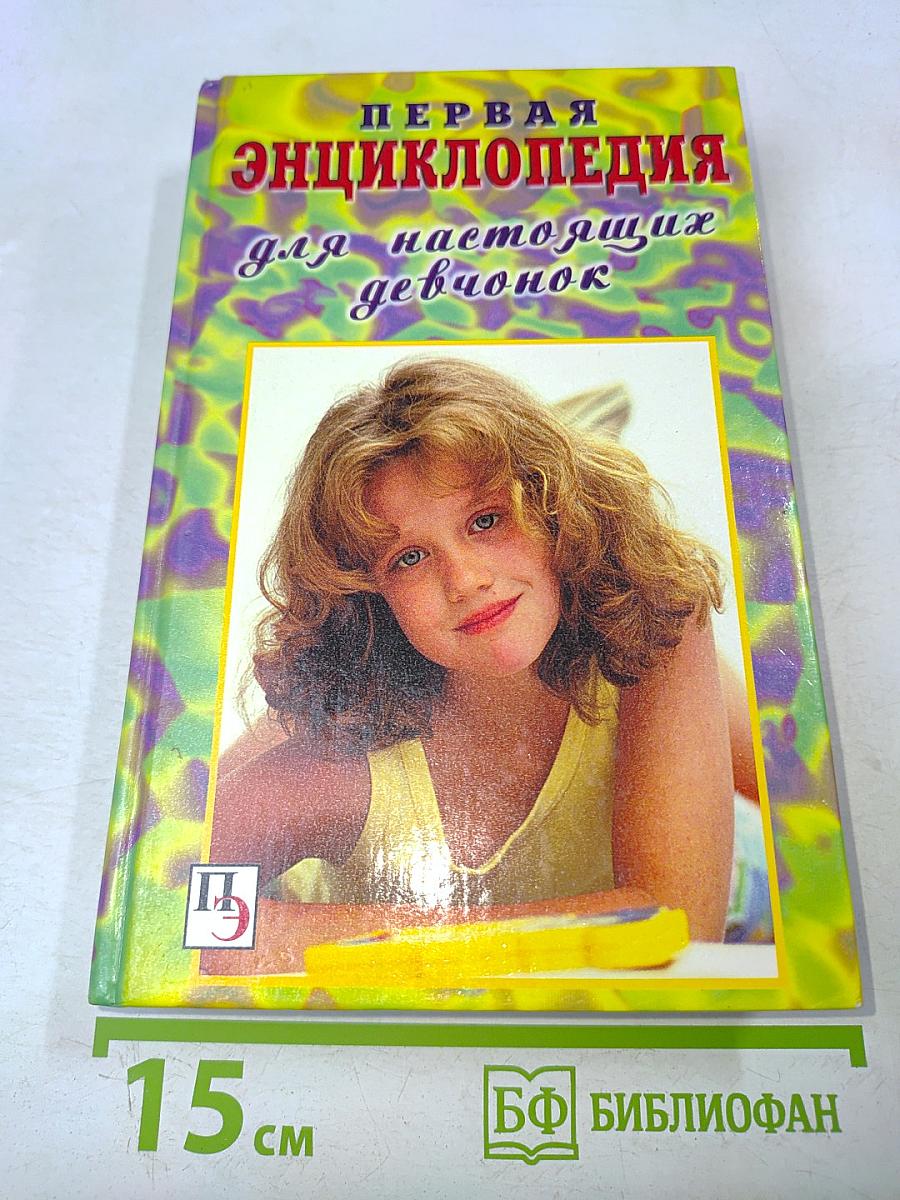 ПЕРВАЯ
ЭНЦИКЛОПЕДИЯ
для настоящих
девчонок
ПЭ
15 см
БФ БИБЛИОФАН